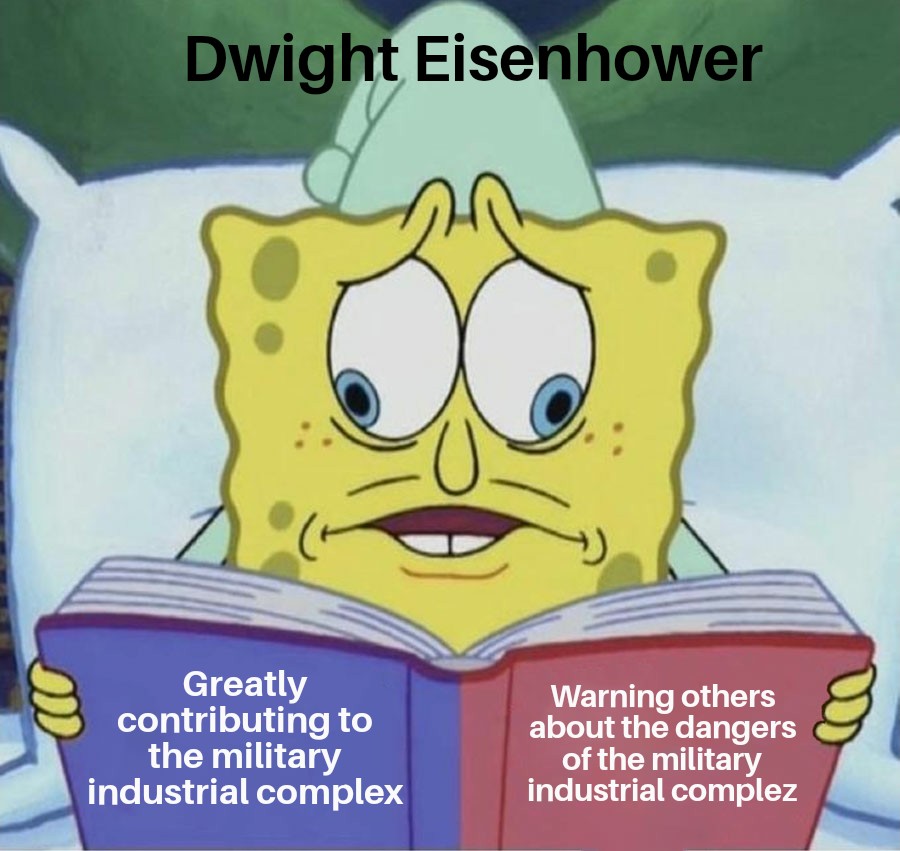 Dwight Eisenhower
Greatly
contributing to
the military
industrial complex
Warning others
about the dangers
of the military
industrial complez